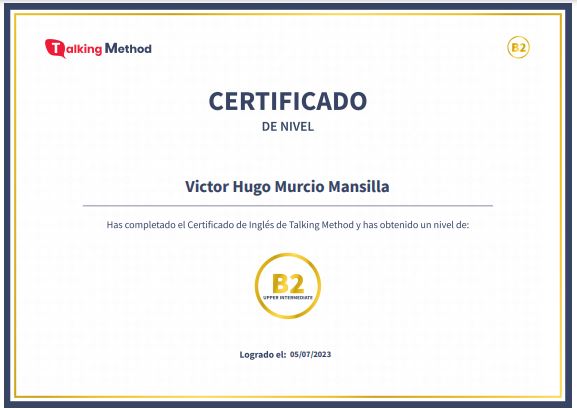 Talking Method
B2
CERTIFICADO
DE NIVEL
Victor Hugo Murcio Mansilla
Has completado el Certificado de Inglés de Talking Method y has obtenido un nivel de:
B2
UPPER INTERMEDIATE
Logrado el: 05/07/2023